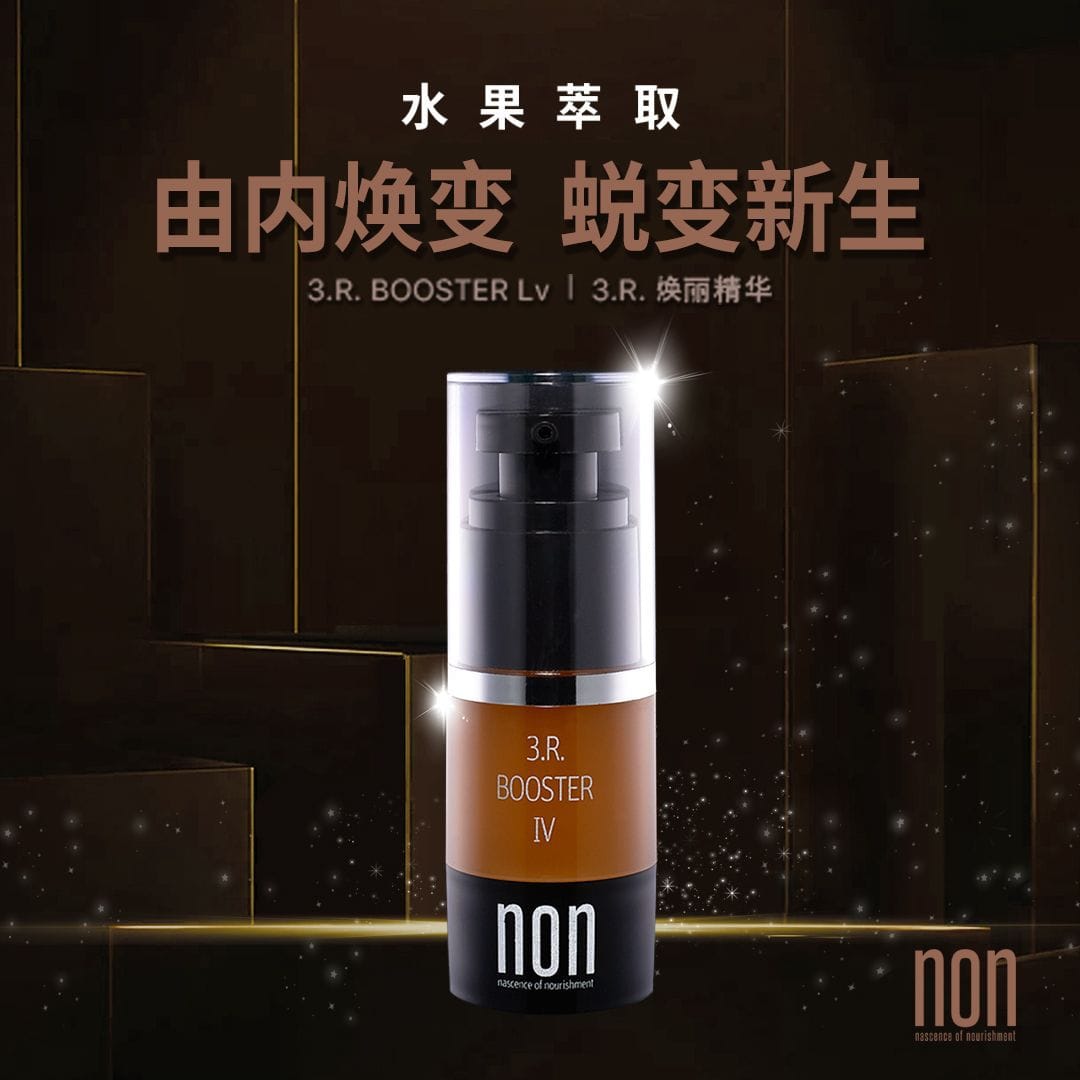 水果萃取
由内焕变 蜕变新生
3.R. BOOSTER Lv | 3.R. 焕丽精华
3.R.
BOOSTER
IV
non
nascence of nourishment
non
nascence of nourishment